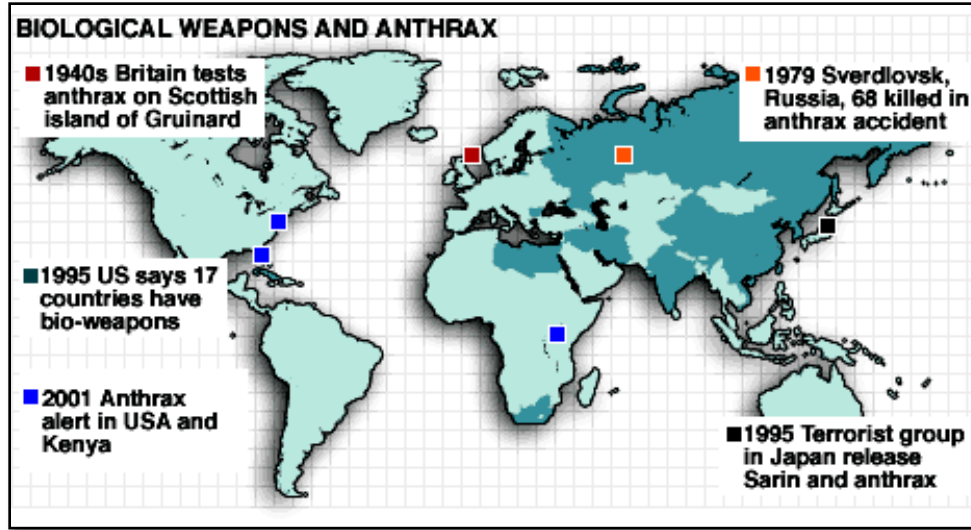 BIOLOGICAL WEAPONS AND ANTHRAX
1940s Britain tests
anthrax on Scottish
island of Gruinard
1979 Sverdlovsk,
Russia, 68 killed in
anthrax accident
1995 US says 17
countries have
bio-weapons
2001 Anthrax
alert in USA and
Kenya
1995 Terrorist group
in Japan release
Sarin and anthrax